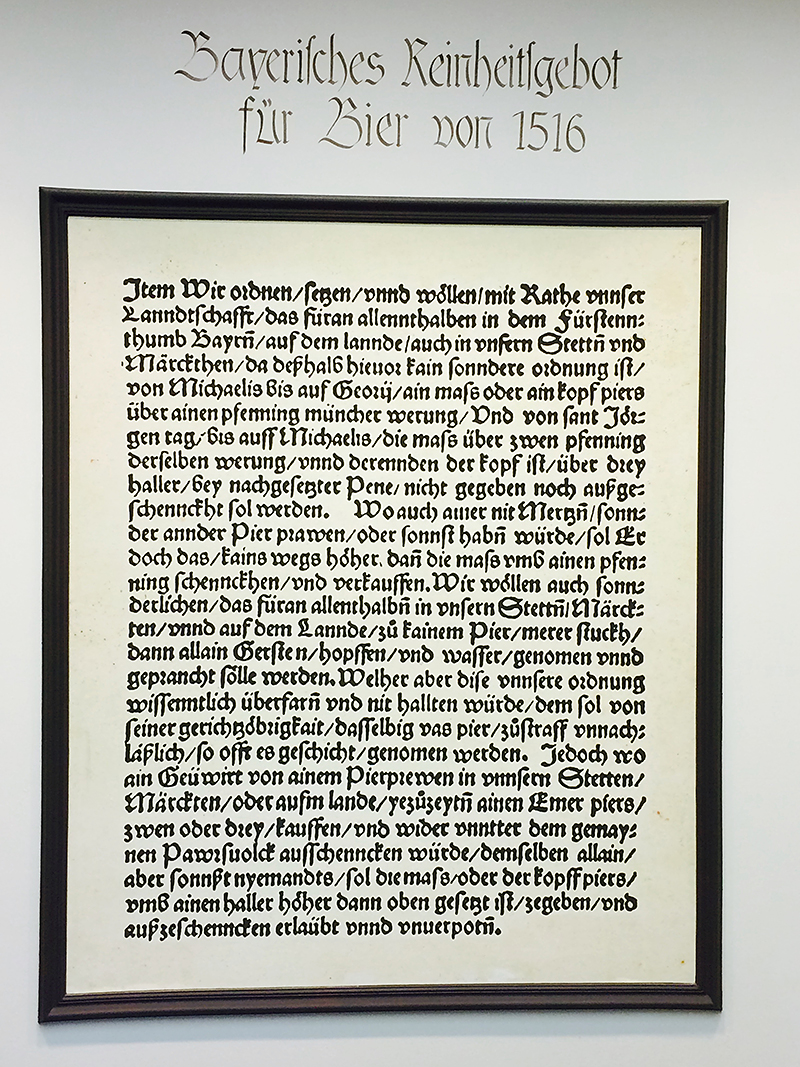 Bayerisches Reinheitsgebot
für Bier von 1516
Item Wir ordnen/setzen/vnnd wöllen/mit Rathe vnnser
Lanndtschafft/das füran allennthalben in dem Fürstenn:
thumb Bayrn̄/auf dem lannde/auch in vnsern Stettn̄ vnd
Märckthen/da deßhalb hieuor kain sonndere ordnung ist/
von Michaelis bis auf Georij/ain mass oder ain kopf piers
über ainen pfenning müncher werung/Vnd von sant Jör:
gen tag/bis auff Michaelis/die mass über zwen pfenning
derselben werung/vnnd derennden der kopf ist/über drey
haller/bey nachgesetzter Pene/nicht gegeben noch außge:
schennckht sol werden. Wo auch ainer nit Mertzn̄/sonn:
der annder Pier prawen/oder sonnst habn̄ würde/sol Er
doch das/kains wegs höher. dan̄ die mass vmb ainen pfen:
ning schennckhen/vnd verkauffen. Wir wöllen auch sonn:
derlichen/das füran allenthalbn̄ in vnsern Stettn̄/Märck:
ten/vnnd auf dem Lannde/zů kainem Pier/merer stuckh/
dann allain Gersten/hopffen/vnd wasser/genomen vnnd
geprancht sölle werden. Welher aber dise vnnsere ordnung
wissenntlich überfarn̄ vnd nit hallten würde/dem sol von
seiner gerichtzöbrigkait/dasselbig vas pier/zůstraff vnnach:
läßlich/so offt es geschicht/genomen werden. Jedoch wo
ain Geüwirt von ainem Pierprewen in vnnsern Stetten/
Märckten/oder aufm lande/yezůzeytn̄ ainen Emer piers/
zwen oder drey/kauffen/vnd wider vnntter dem gemay:
nen Pawrsuolck ausschenncken würde/demselben allain/
aber sonnßt nyemandts/sol die mass/oder der kopff piers/
vmb ainen haller höher dann oben gesetzt ist/zegeben/vnd
außzeschenncken erlaübt vnnd vnuerpotn̄.